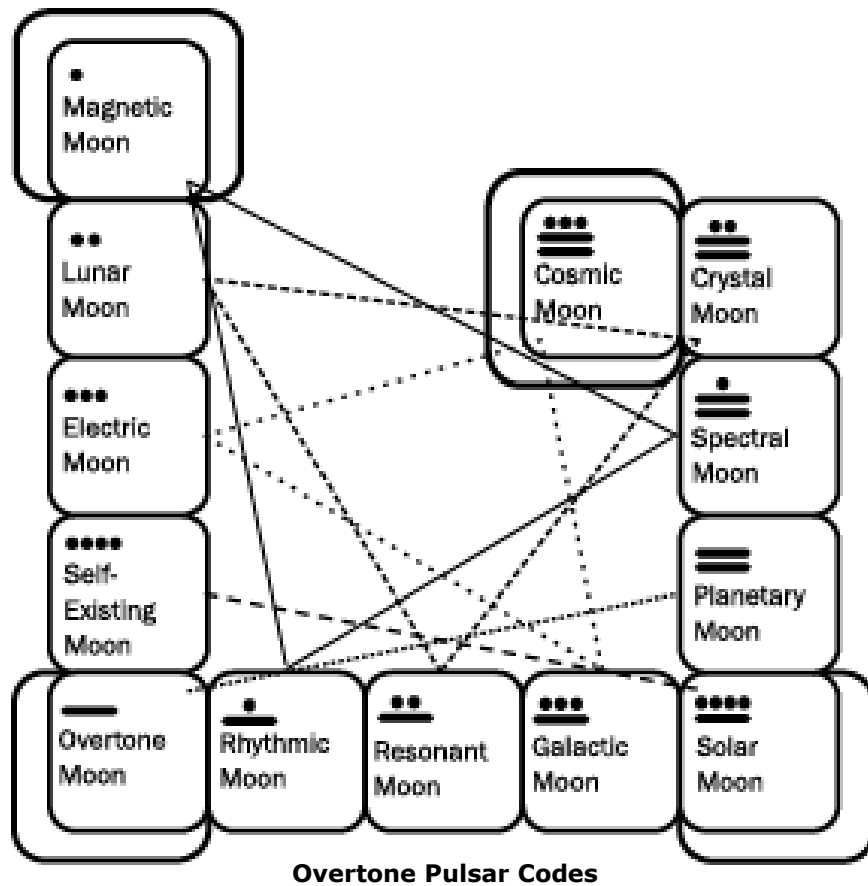 Magnetic
Moon
Lunar
Moon
Cosmic
Moon
Crystal
Moon
Electric
Moon
Spectral
Moon
Self-
Existing
Moon
Planetary
Moon
Overtone
Moon
Rhythmic
Moon
Resonant
Moon
Galactic
Moon
Solar
Moon
Overtone Pulsar Codes